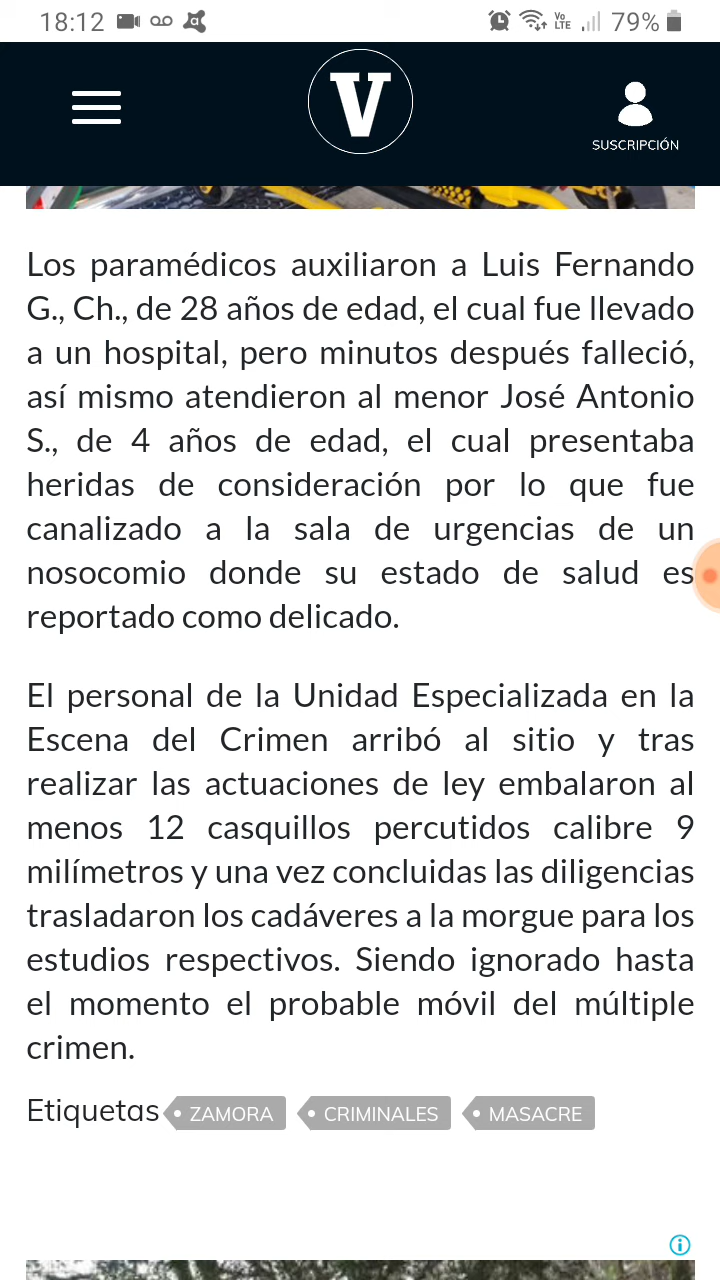 18:12
Vo
LTE
79%
V
SUSCRIPCIÓN
Los paramédicos auxiliaron a Luis Fernando
G., Ch., de 28 años de edad, el cual fue llevado
a un hospital, pero minutos después falleció,
así mismo atendieron al menor José Antonio
S., de 4 años de edad, el cual presentaba
heridas de consideración por lo que fue
canalizado a la sala de urgencias de un
nosocomio donde su estado de salud es
reportado como delicado.
El personal de la Unidad Especializada en la
Escena del Crimen arribó al sitio y tras
realizar las actuaciones de ley embalaron al
menos 12 casquillos percutidos calibre 9
milímetros y una vez concluidas las diligencias
trasladaron los cadáveres a la morgue para los
estudios respectivos. Siendo ignorado hasta
el momento el probable móvil del múltiple
crimen.
Etiquetas ZAMORA CRIMINALES MASACRE